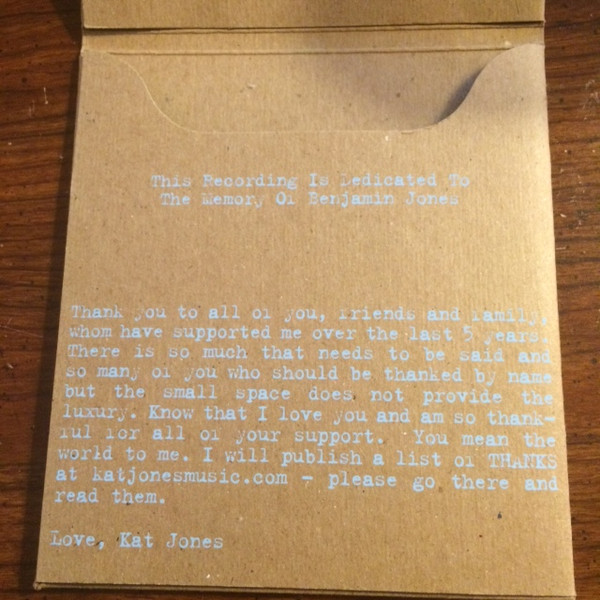 This Recording Is Dedicated To
The Memory Of Benjamin Jones
Thank you to all of you, friends and family,
whom have supported me over the last 5 years.
There is so much that needs to be said and
so many of you who should be thanked by name
but the small space does not provide the
luxury. Know that I love you and am so thank-
ful for all of your support. You mean the
world to me. I will publish a list of THANKS
at katjonesmusic.com - please go there and
read them.
Love, Kat Jones